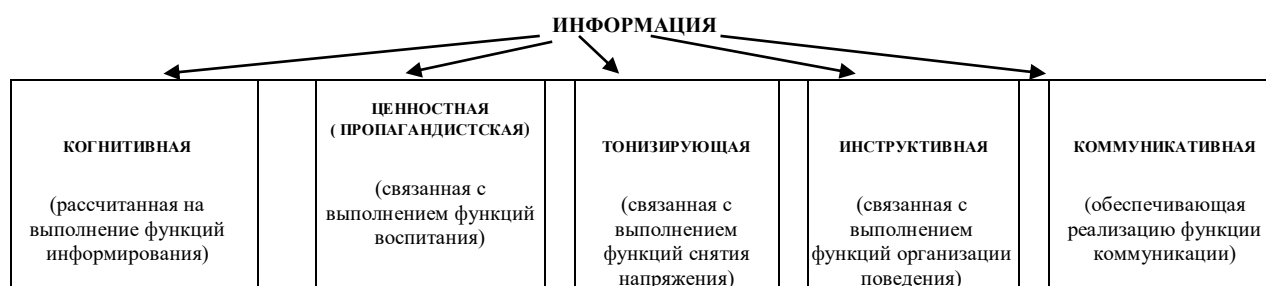 ИНФОРМАЦИЯ
КОГНИТИВНАЯ
(рассчитанная на
выполнение функций
информирования)
ЦЕННОСТНАЯ
( ПРОПАГАНДИСТСКАЯ)
(связанная с
выполнением функций
воспитания)
ТОНИЗИРУЮЩАЯ
(связанная с
выполнением
функций снятия
напряжения)
ИНСТРУКТИВНАЯ
(связанная с
выполнением
функций организации
поведения)
КОММУНИКАТИВНАЯ
(обеспечивающая
реализацию функции
коммуникации)